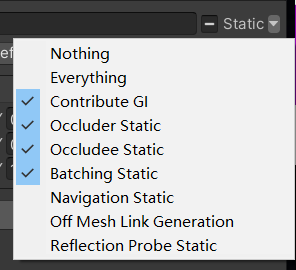 Static
Nothing
Everything
Contribute GI
Occluder Static
Occludee Static
Batching Static
Navigation Static
Off Mesh Link Generation
Reflection Probe Static